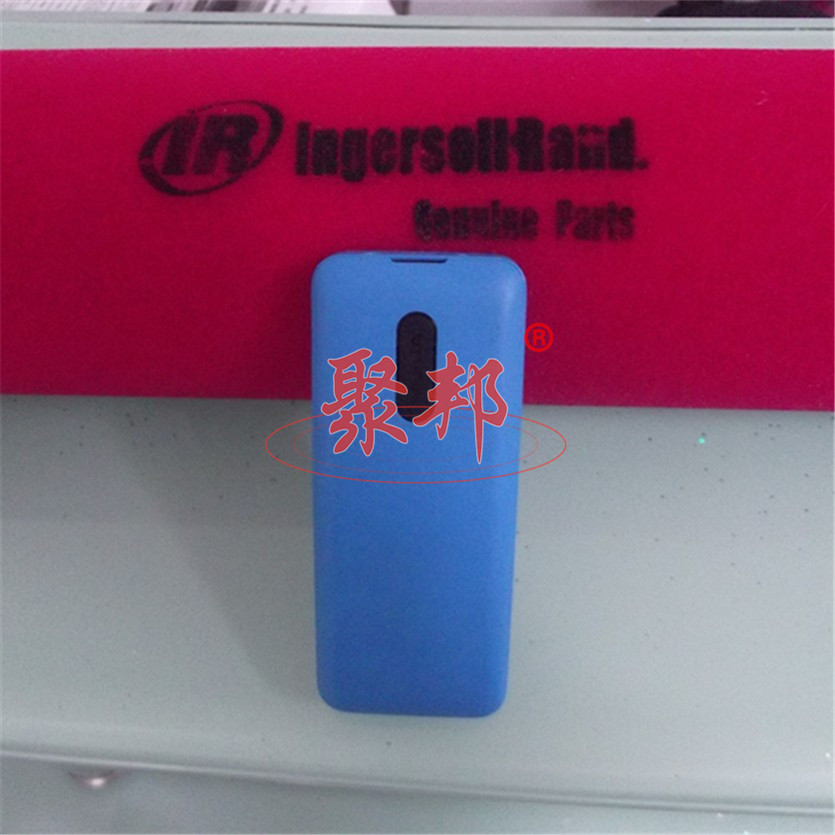 IR Ingersoll-Rand.
Genuine Parts
®
聚邦